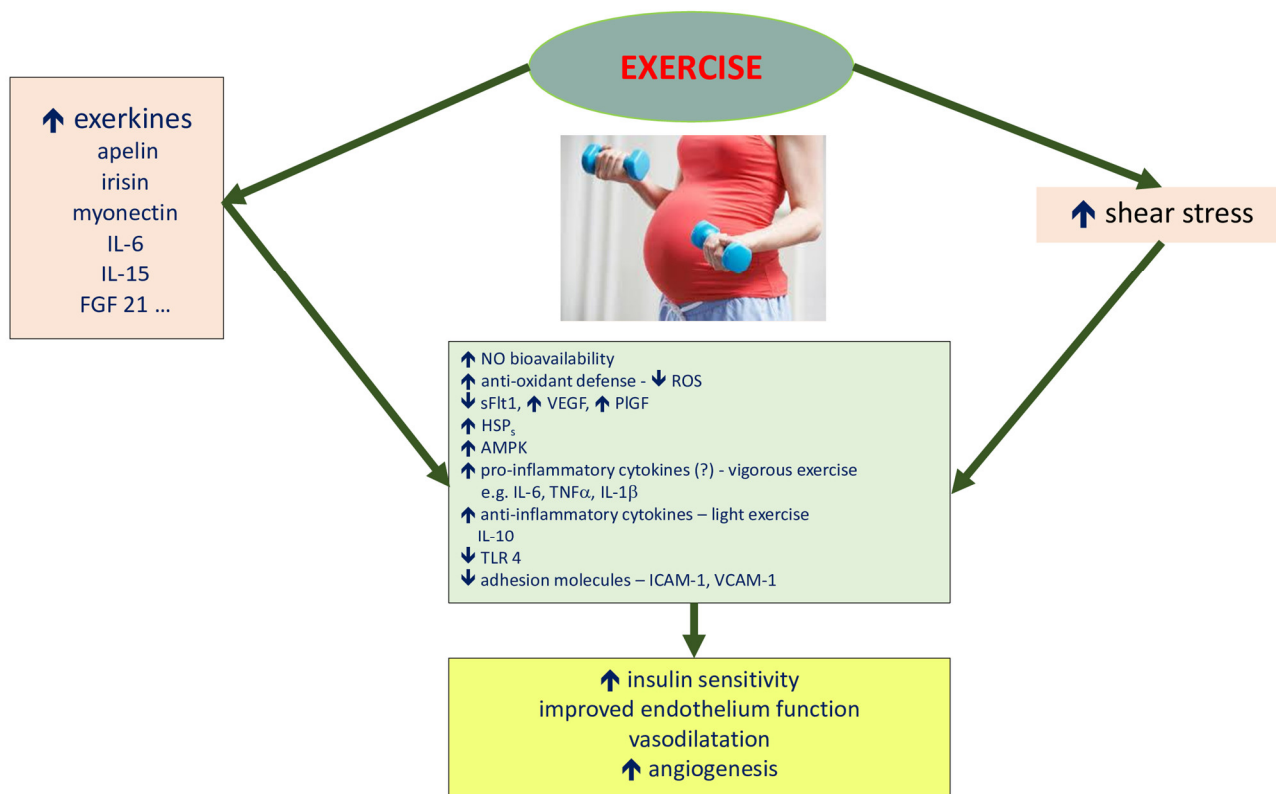 EXERCISE
🡹 exerkines
apelin
irisin
myonectin
IL-6
IL-15
FGF 21 ...
🡹 shear stress
🡹 NO bioavailability
🡹 anti-oxidant defense - 🡻 ROS
🡻 sFlt1, 🡹 VEGF, 🡹 PlGF
🡹 HSPs
🡹 AMPK
🡹 pro-inflammatory cytokines (?) - vigorous exercise
e.g. IL-6, TNFα, IL-1β
🡹 anti-inflammatory cytokines – light exercise
IL-10
🡻 TLR 4
🡻 adhesion molecules – ICAM-1, VCAM-1
🡹 insulin sensitivity
improved endothelium function
vasodilatation
🡹 angiogenesis